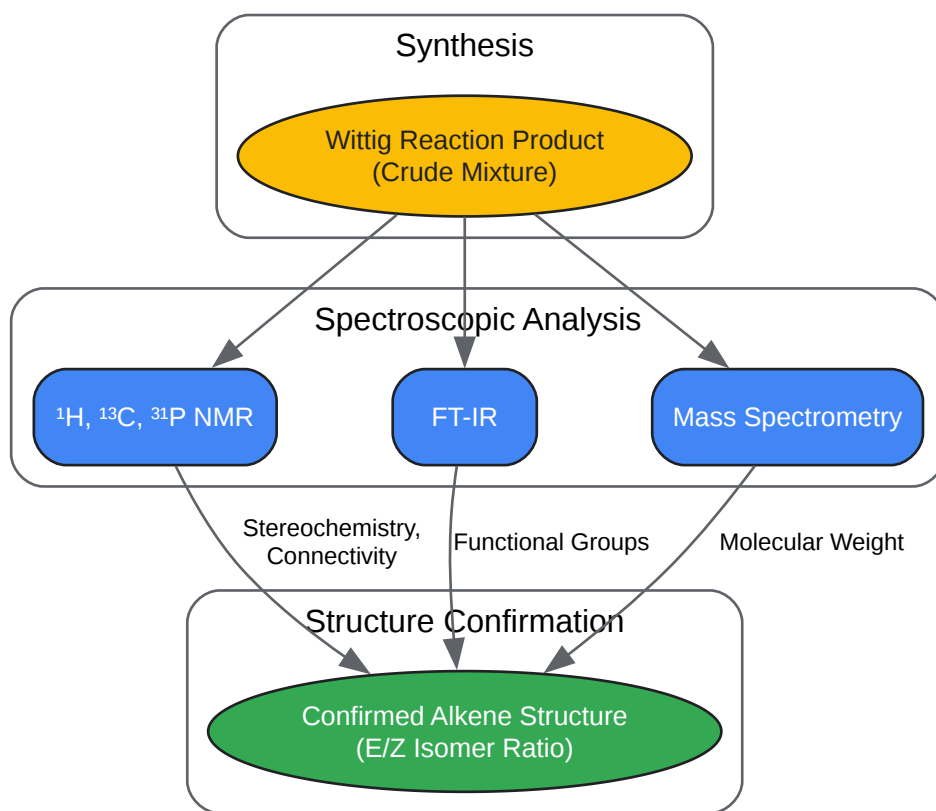 Synthesis
Wittig Reaction Product
(Crude Mixture)
Spectroscopic Analysis
¹H, ¹³C, ³¹P NMR
FT-IR
Mass Spectrometry
Stereochemistry,
Connectivity
Functional Groups
Molecular Weight
Structure Confirmation
Confirmed Alkene Structure
(E/Z Isomer Ratio)